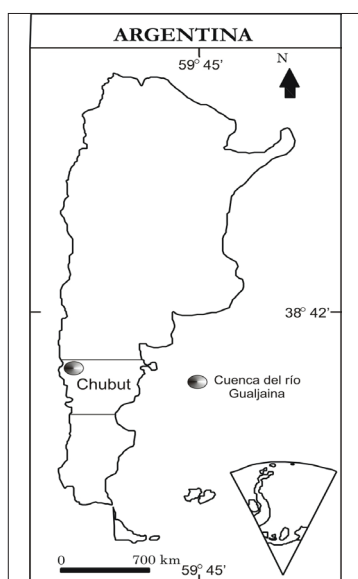 ARGENTINA
59° 45'
N
38° 42'
Chubut
Cuenca del río
Gualjaina
0 700 km
59° 45'